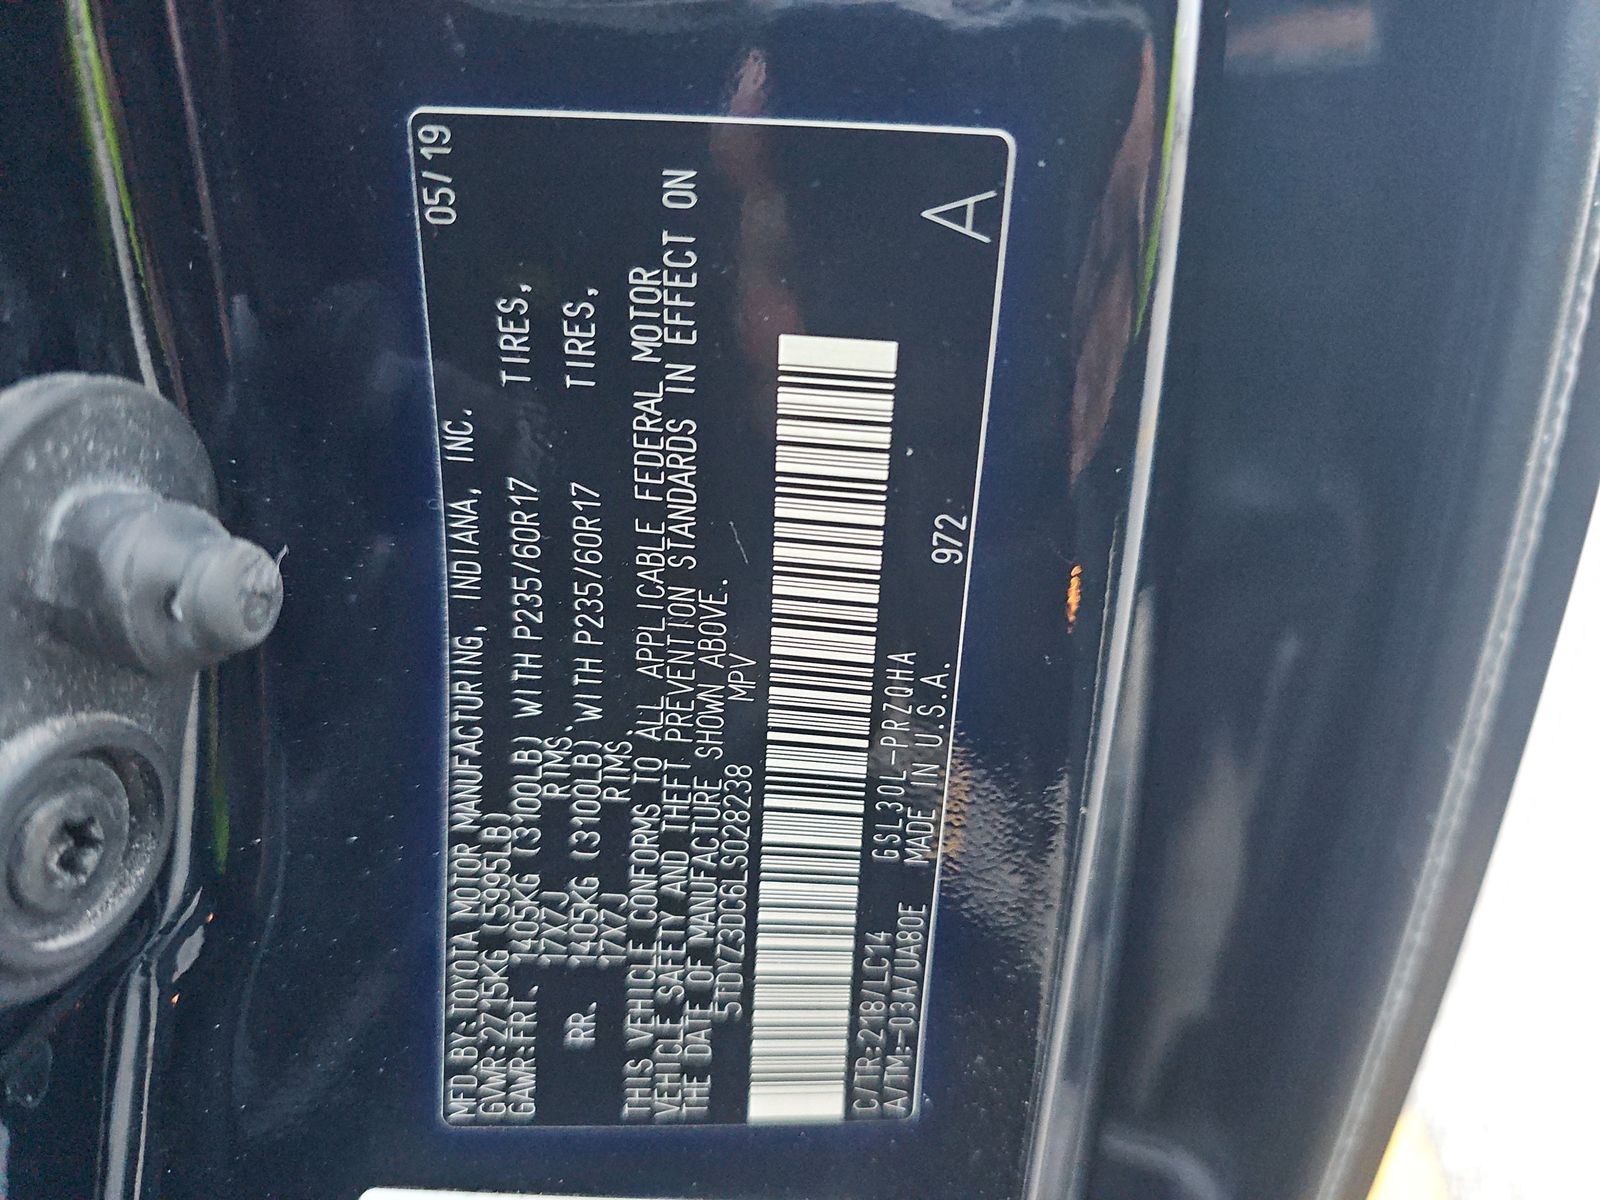 MFD BY:TOYOTA MOTOR MANUFACTURING, INDIANA, INC. 05/19
GVWR:2715KG (5995LB)
GAWR:FRT. 1405KG (3100LB) WITH P235/60R17 TIRES,
17X7J RIMS.
RR. 1405KG (3100LB) WITH P235/60R17 TIRES,
17X7J RIMS.
THIS VEHICLE CONFORMS TO ALL APPLICABLE FEDERAL MOTOR
VEHICLE SAFETY AND THEFT PREVENTION STANDARDS IN EFFECT ON
THE DATE OF MANUFACTURE SHOWN ABOVE.
5TDYZ3DC6LS028238 MPV
C/TR:218/LC14 GSL30L-PRZQHA
A/TM:-03A/UA80E MADE IN U.S.A. 972 A